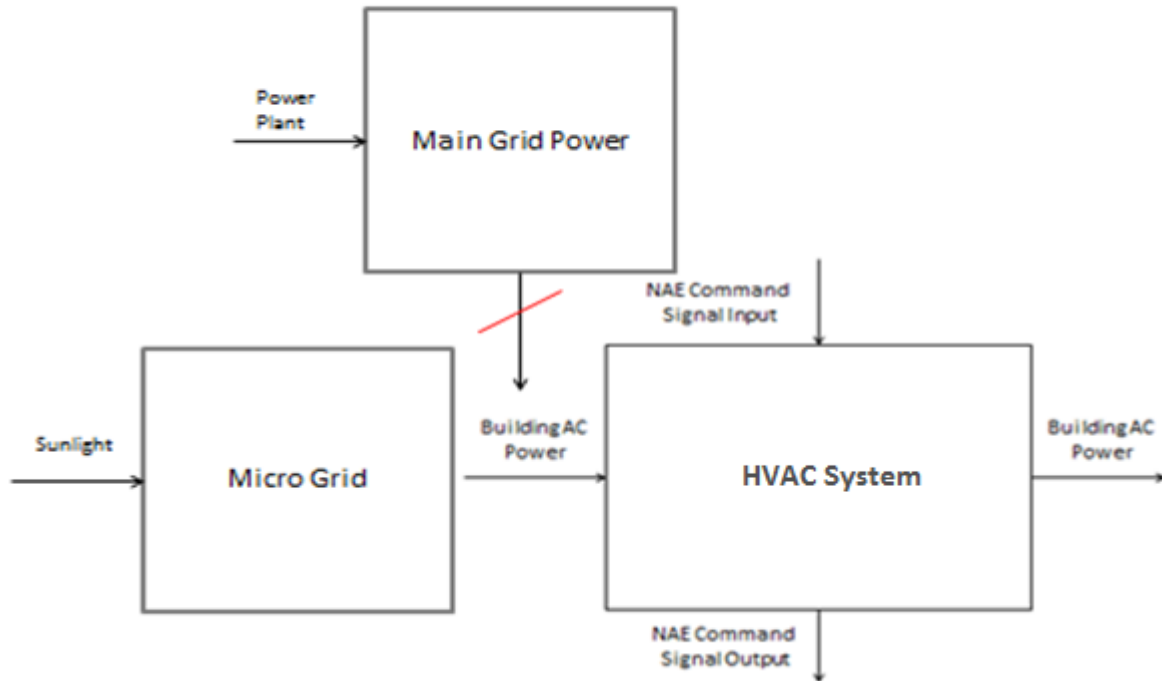 Power
Plant
Main Grid Power
NAE Command
Signal Input
Sunlight
Micro Grid
Building AC
Power
HVAC System
Building AC
Power
NAE Command
Signal Output